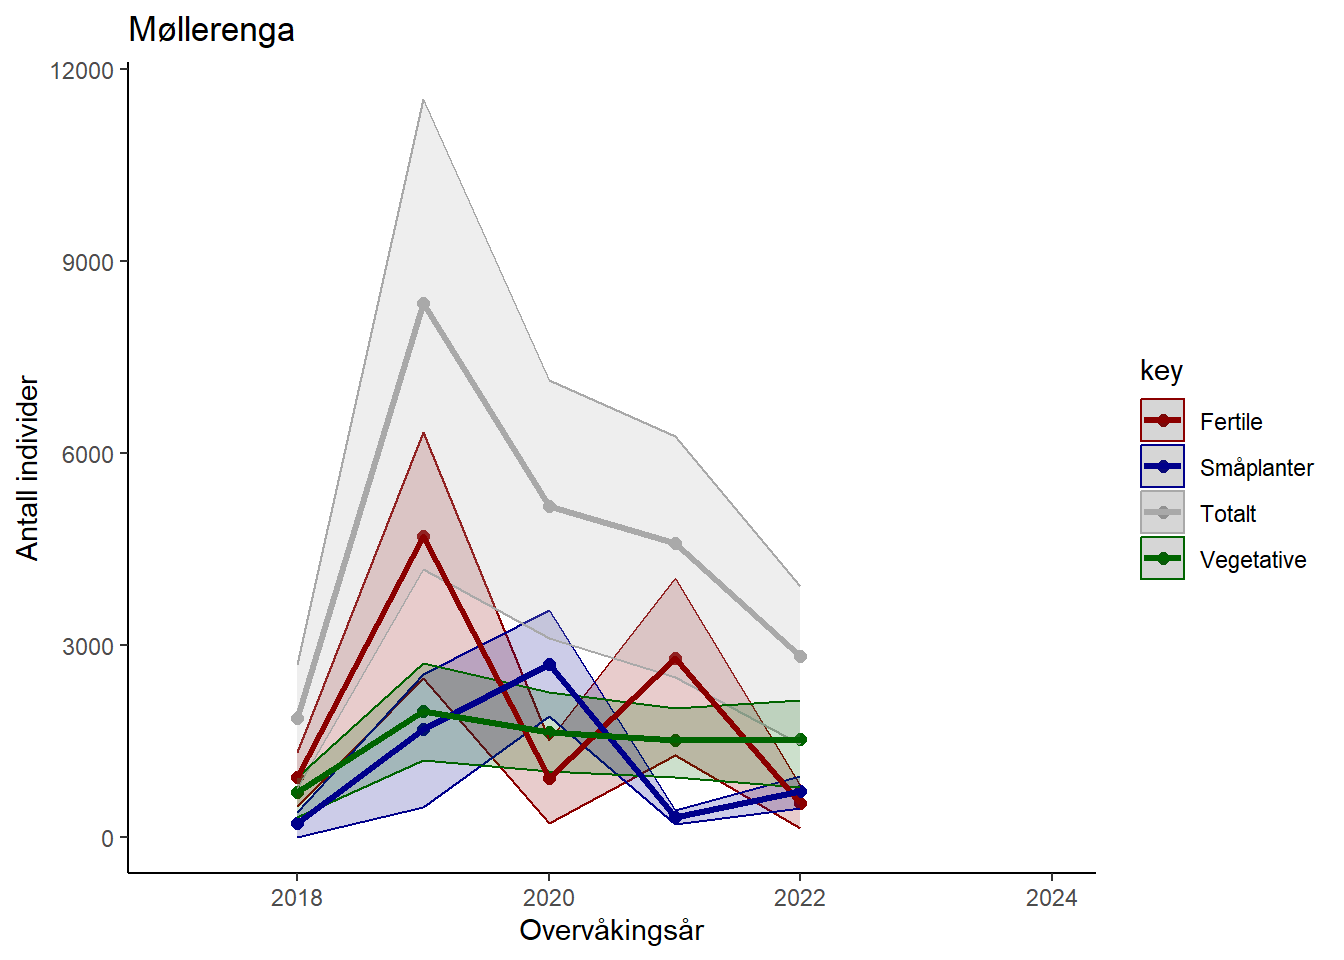 Møllerenga
12000
9000
6000
3000
0
Antall individer
2018
2020
2022
2024
Overvåkingsår
key
Fertile
Småplanter
Totalt
Vegetative